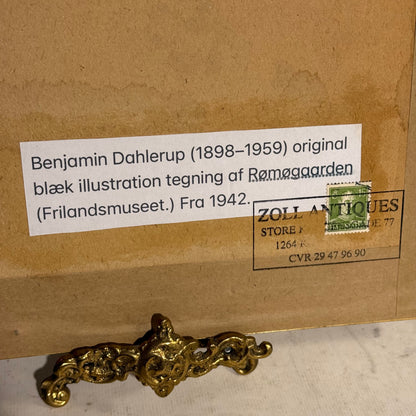 Benjamin Dahlerup (1898–1959) original
blæk illustration tegning af Rømøgaarden
(Frilandsmuseet.) Fra 1942.
ZOLL ANTIQUES
STORE 77
1264
CVR 29 47 96 90